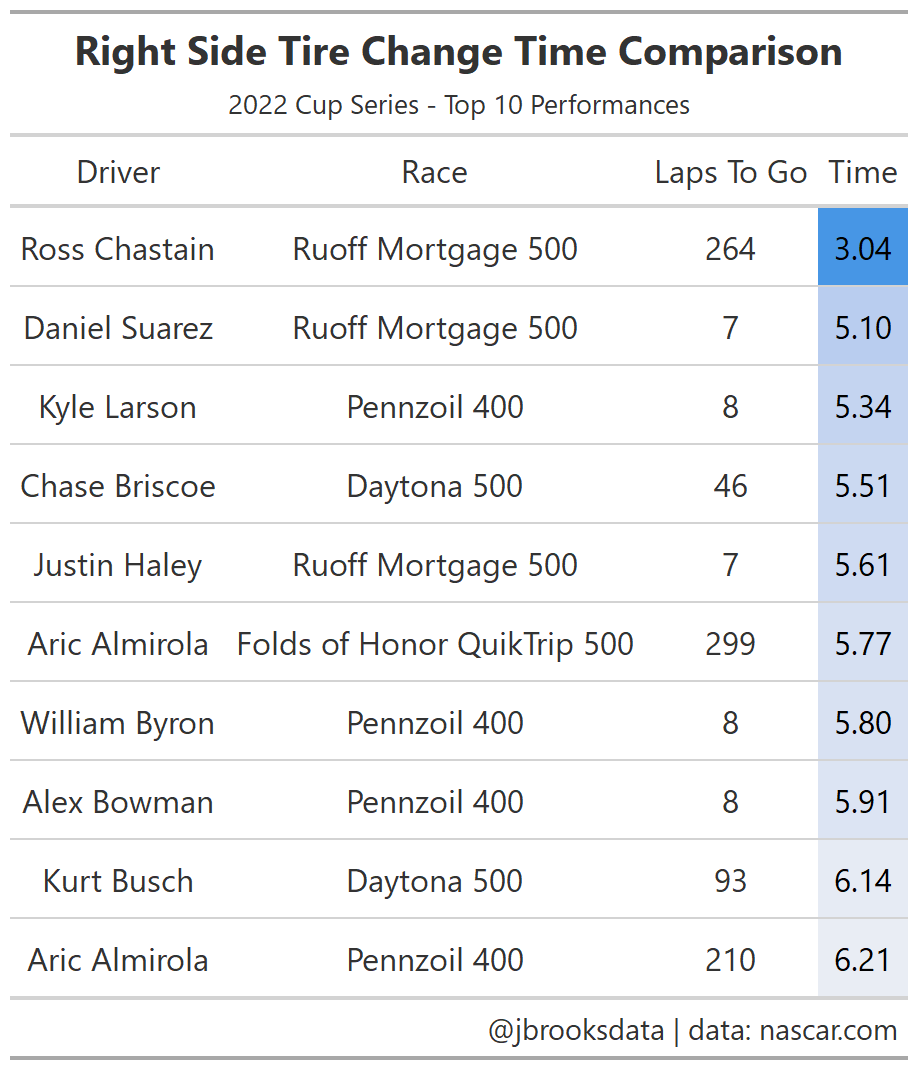 Right Side Tire Change Time Comparison
2022 Cup Series - Top 10 Performances
Driver Race Laps To Go Time
Ross Chastain Ruoff Mortgage 500 264 3.04
Daniel Suarez Ruoff Mortgage 500 7 5.10
Kyle Larson Pennzoil 400 8 5.34
Chase Briscoe Daytona 500 46 5.51
Justin Haley Ruoff Mortgage 500 7 5.61
Aric Almirola Folds of Honor QuikTrip 500 299 5.77
William Byron Pennzoil 400 8 5.80
Alex Bowman Pennzoil 400 8 5.91
Kurt Busch Daytona 500 93 6.14
Aric Almirola Pennzoil 400 210 6.21
@jbrooksdata | data: nascar.com